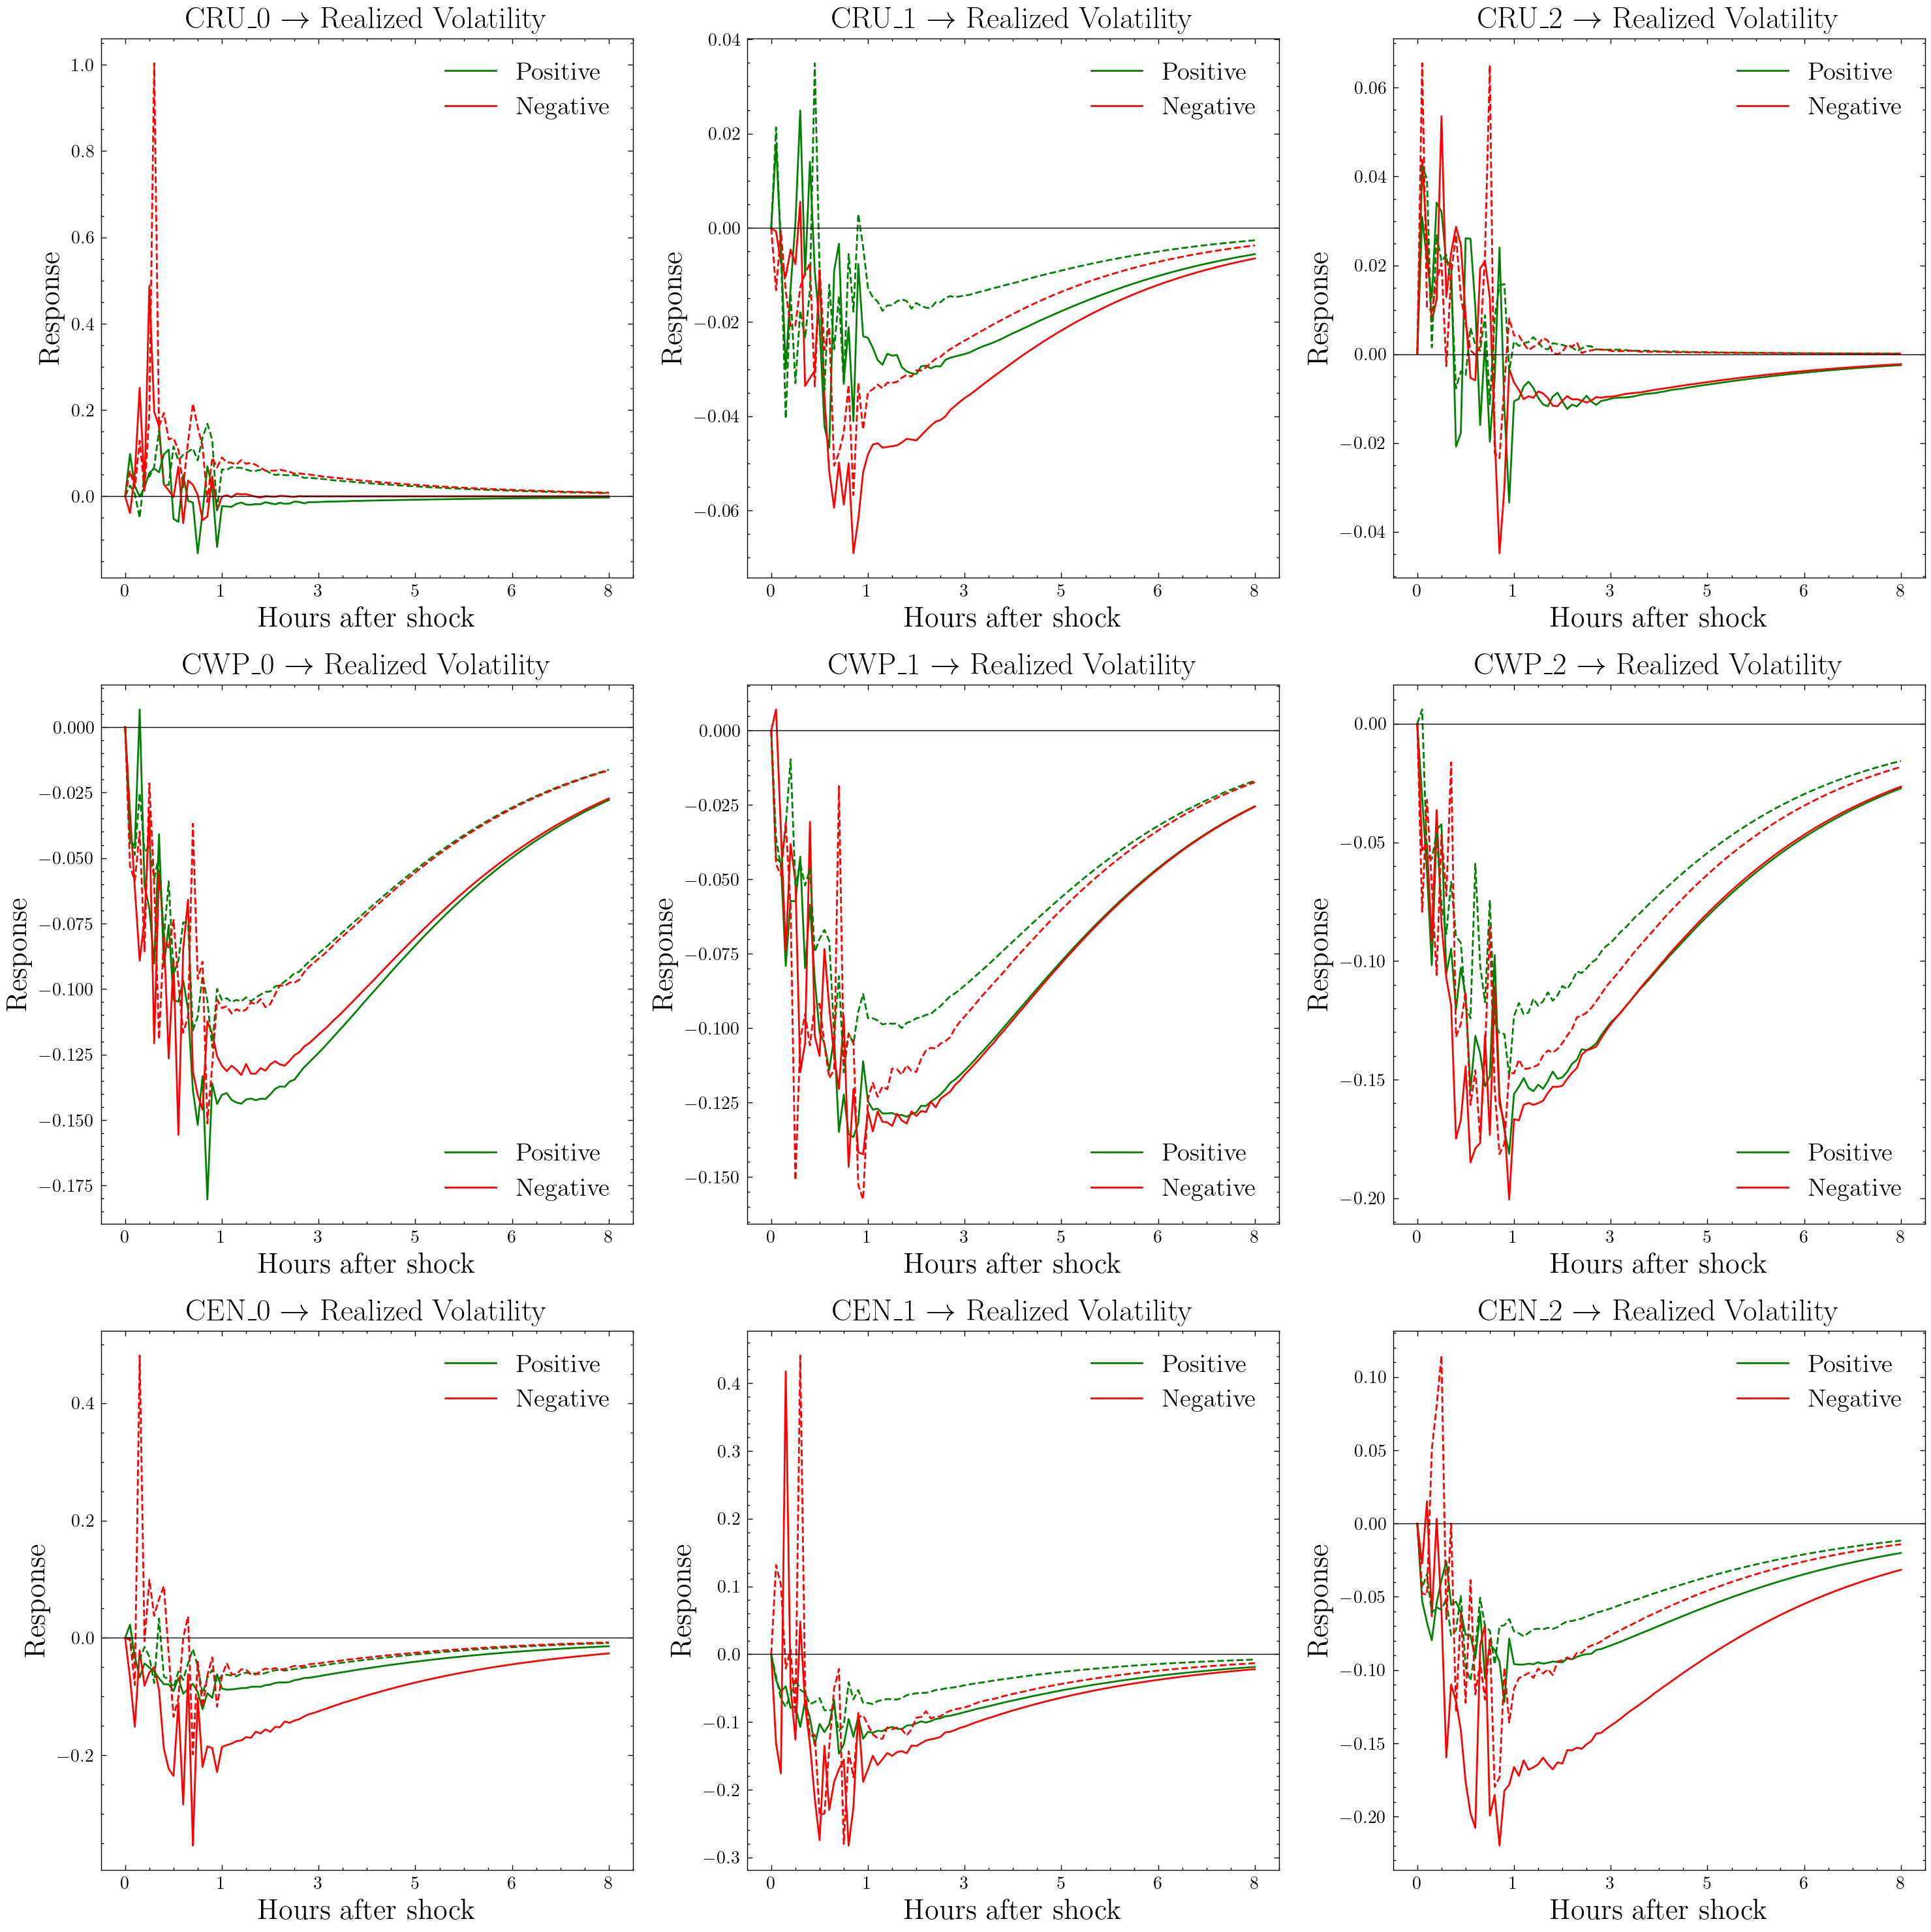 CRU_0 → Realized Volatility
1.0
0.8
0.6
0.4
0.2
0.0
Response
Positive
Negative
0 1 3 5 6 8
Hours after shock
CRU_1 → Realized Volatility
0.04
0.02
0.00
−0.02
−0.04
−0.06
Response
Positive
Negative
0 1 3 5 6 8
Hours after shock
CRU_2 → Realized Volatility
0.06
0.04
0.02
0.00
−0.02
−0.04
Response
Positive
Negative
0 1 3 5 6 8
Hours after shock
CWP_0 → Realized Volatility
0.000
−0.025
−0.050
−0.075
−0.100
−0.125
−0.150
−0.175
Response
Positive
Negative
0 1 3 5 6 8
Hours after shock
CWP_1 → Realized Volatility
0.000
−0.025
−0.050
−0.075
−0.100
−0.125
−0.150
Response
Positive
Negative
0 1 3 5 6 8
Hours after shock
CWP_2 → Realized Volatility
0.00
−0.05
−0.10
−0.15
−0.20
Response
Positive
Negative
0 1 3 5 6 8
Hours after shock
CEN_0 → Realized Volatility
0.4
0.2
0.0
−0.2
Response
Positive
Negative
0 1 3 5 6 8
Hours after shock
CEN_1 → Realized Volatility
0.4
0.3
0.2
0.1
0.0
−0.1
−0.2
−0.3
Response
Positive
Negative
0 1 3 5 6 8
Hours after shock
CEN_2 → Realized Volatility
0.10
0.05
0.00
−0.05
−0.10
−0.15
−0.20
Response
Positive
Negative
0 1 3 5 6 8
Hours after shock